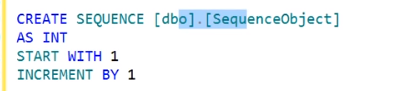 CREATE SEQUENCE [dbo].[SequenceObject]
AS INT
START WITH 1
INCREMENT BY 1